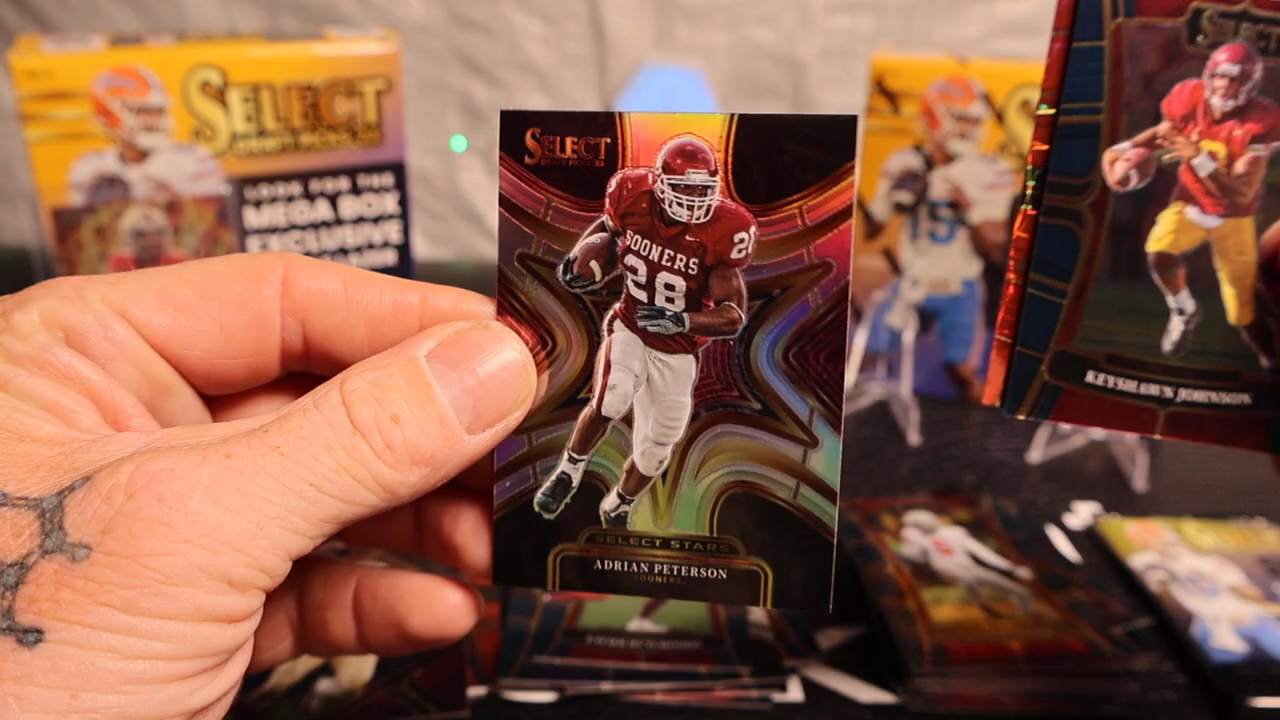 SELECT
LOOK FOR THE
MEGA BOX
EXCLUSIVE
SELECT
SOONERS
28
28
SELECT STARS
ADRIAN PETERSON
SOONERS
15
S
SELECT
KEYSHAWN JOHNSON